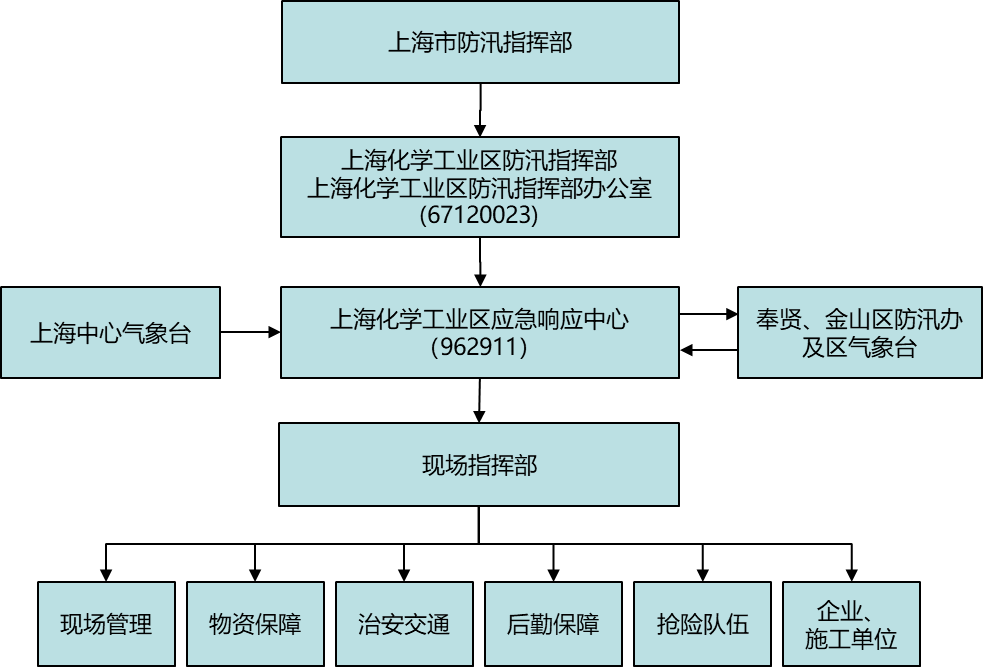 上海市防汛指挥部
上海化学工业区防汛指挥部
上海化学工业区防汛指挥部办公室
(67120023)
上海中心气象台
上海化学工业区应急响应中心
（962911）
奉贤、金山区防汛办
及区气象台
现场指挥部
现场管理
物资保障
治安交通
后勤保障
抢险队伍
企业、
施工单位